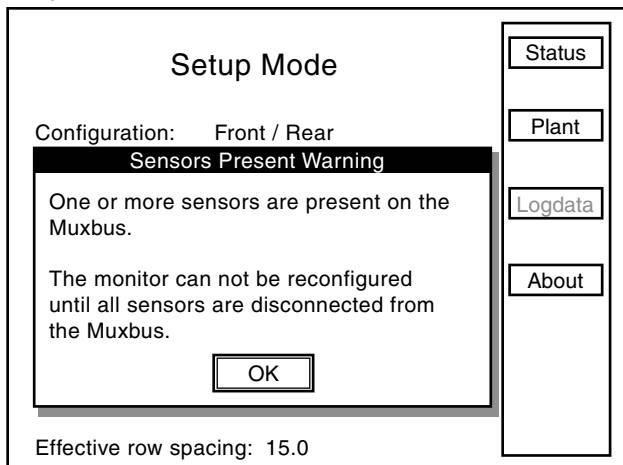 Setup Mode
Configuration: Front / Rear
Sensors Present Warning
One or more sensors are present on the
Muxbus.
The monitor can not be reconfigured
until all sensors are disconnected from
the Muxbus.
OK
Effective row spacing: 15.0
Status
Plant
Logdata
About